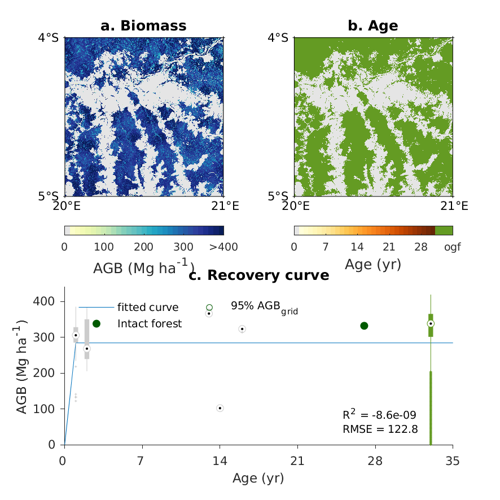 a. Biomass
b. Age
4°S
5°S
20°E
21°E
4°S
5°S
20°E
21°E
0 100 200 300 >400
AGB (Mg ha⁻¹)
0 7 14 21 28 ogf
Age (yr)
c. Recovery curve
fitted curve
Intact forest
95% AGB_grid
400
300
200
100
0
AGB (Mg ha⁻¹)
R² = -8.6e-09
RMSE = 122.8
0 7 14 21 28 35
Age (yr)